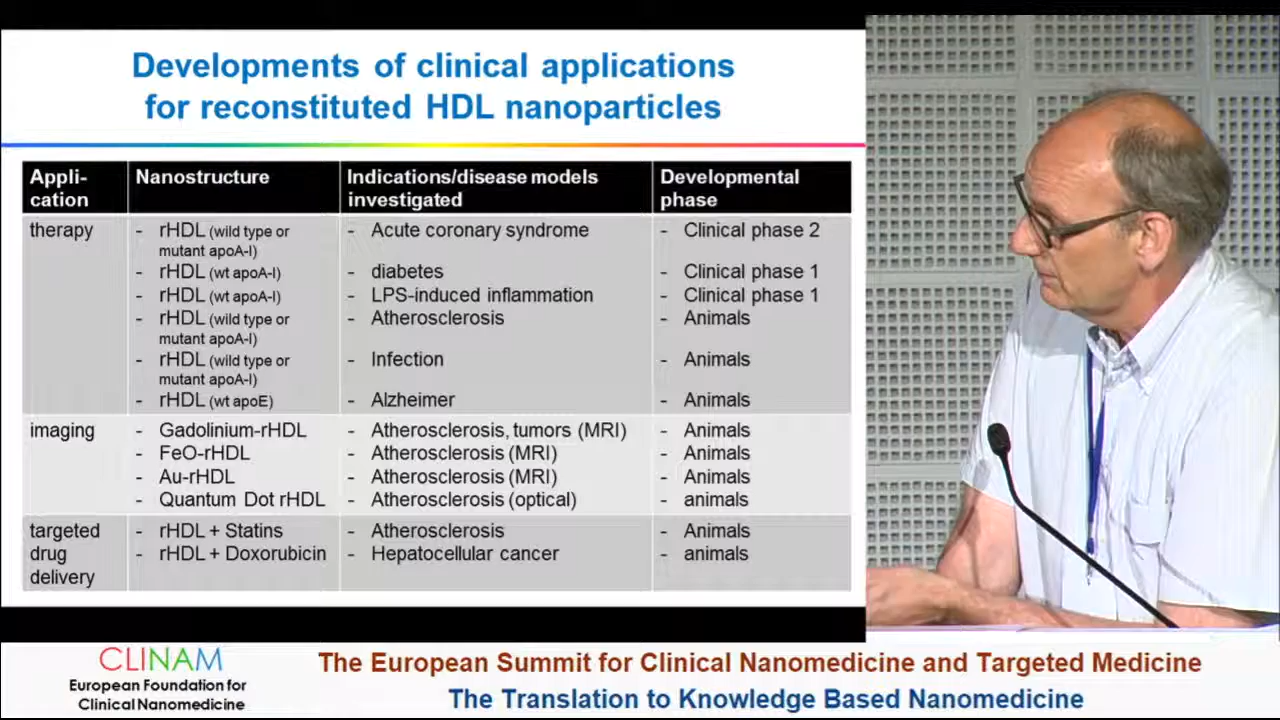 Developments of clinical applications
for reconstituted HDL nanoparticles
Appli-
cation
Nanostructure
Indications/disease models
investigated
Developmental
phase
therapy
- rHDL (wild type or
mutant apoA-I)
- Acute coronary syndrome
- Clinical phase 2
- rHDL (wt apoA-I)
- diabetes
- Clinical phase 1
- rHDL (wt apoA-I)
- LPS-induced inflammation
- Clinical phase 1
- rHDL (wild type or
mutant apoA-I)
- Atherosclerosis
- Animals
- rHDL (wild type or
mutant apoA-I)
- Infection
- Animals
- rHDL (wt apoE)
- Alzheimer
- Animals
imaging
- Gadolinium-rHDL
- Atherosclerosis, tumors (MRI)
- Animals
- FeO-rHDL
- Atherosclerosis (MRI)
- Animals
- Au-rHDL
- Atherosclerosis (MRI)
- Animals
- Quantum Dot rHDL
- Atherosclerosis (optical)
- animals
targeted
drug
delivery
- rHDL + Statins
- Atherosclerosis
- Animals
- rHDL + Doxorubicin
- Hepatocellular cancer
- animals
CLINAM
European Foundation for
Clinical Nanomedicine
The European Summit for Clinical Nanomedicine and Targeted Medicine
The Translation to Knowledge Based Nanomedicine